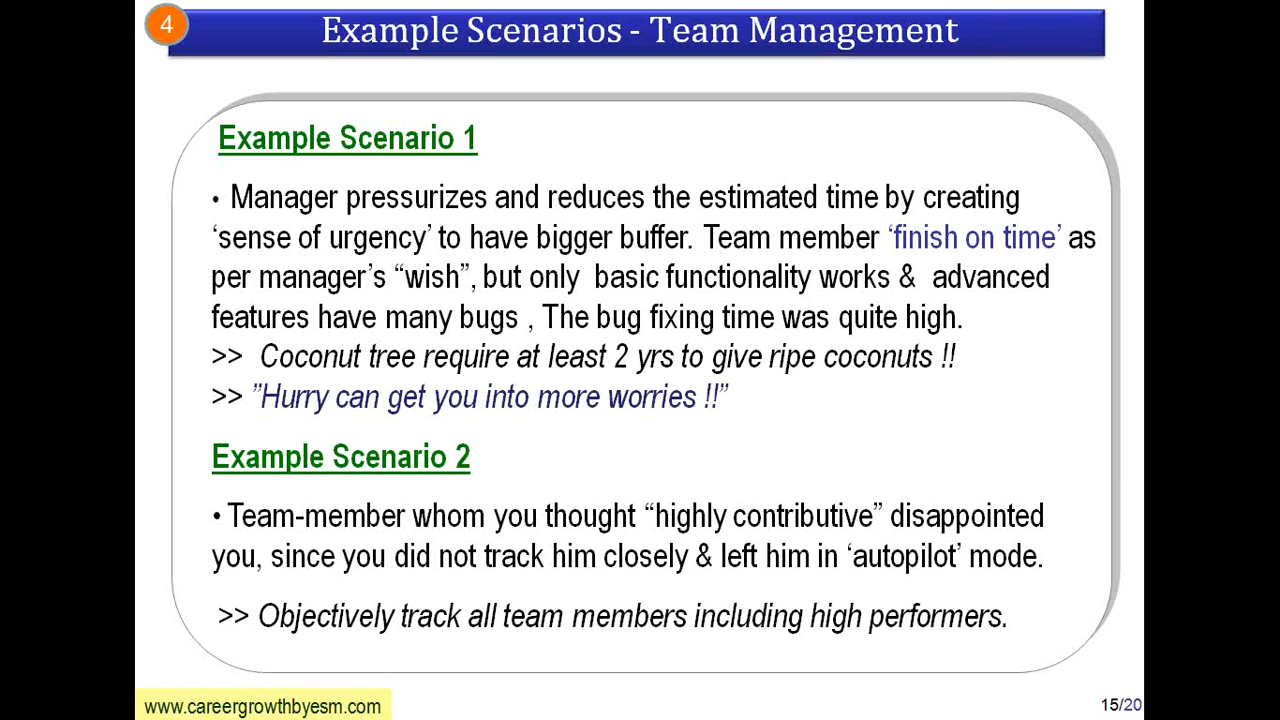 4
Example Scenarios - Team Management
Example Scenario 1
• Manager pressurizes and reduces the estimated time by creating
‘sense of urgency’ to have bigger buffer. Team member ‘finish on time’ as
per manager’s “wish”, but only basic functionality works & advanced
features have many bugs , The bug fixing time was quite high.
>> Coconut tree require at least 2 yrs to give ripe coconuts !!
>> ”Hurry can get you into more worries !!”
Example Scenario 2
• Team-member whom you thought “highly contributive” disappointed
you, since you did not track him closely & left him in ‘autopilot’ mode.
>> Objectively track all team members including high performers.
www.careergrowthbyesm.com
15/20